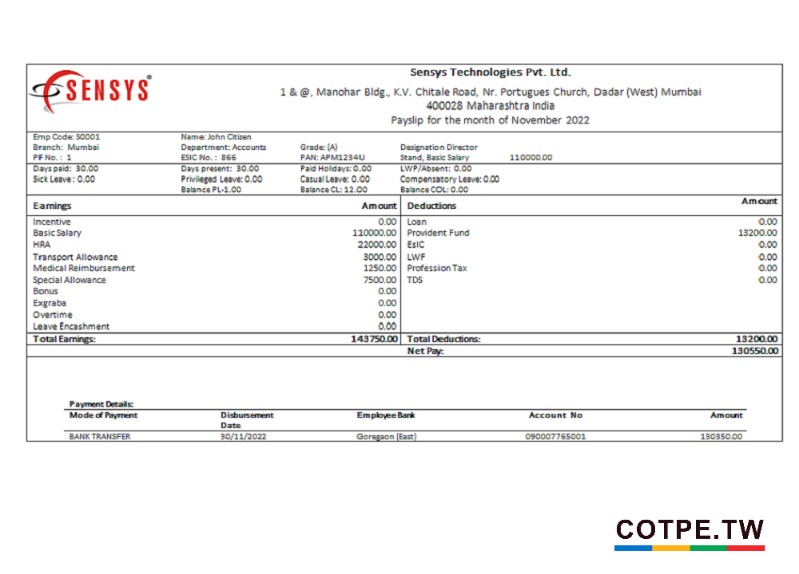 SENSYS®
Sensys Technologies Pvt. Ltd.
1 & @, Manohar Bldg., K.V. Chitale Road, Nr. Portugues Church, Dadar (West) Mumbai
400028 Maharashtra India
Payslip for the month of November 2022
Emp Code: S0001 Name: John Citizen
Branch: Mumbai Department: Accounts Grade: (A) Designation Director
PF No. : 1 ESIC No. : 866 PAN: APM1234U Stand, Basic Salary 110000.00
Days paid: 30.00 Days present: 30.00 Paid Holidays: 0.00 LWP/Absent: 0.00
Sick Leave : 0.00 Privileged Leave: 0.00 Casual Leave: 0.00 Compensatory Leave: 0.00
Balance PL-1.00 Balance CL: 12.00 Balance COL: 0.00
Earnings Amount Deductions Amount
Incentive 0.00 Loan 0.00
Basic Salary 110000.00 Provident Fund 13200.00
HRA 22000.00 EsIC 0.00
Transport Allowance 3000.00 LWF 0.00
Medical Reimbursement 1250.00 Profession Tax 0.00
Special Allowance 7500.00 TDS 0.00
Bonus 0.00
Exgraba 0.00
Overtime 0.00
Leave Encashment 0.00
Total Earnings: 143750.00 Total Deductions: 13200.00
Net Pay: 130550.00
Payment Details:
Mode of Payment Disbursement Date Employee Bank Account No Amount
BANK TRANSFER 30/11/2022 Goregaon (East) 090007765001 130350.00
COTPE.TW